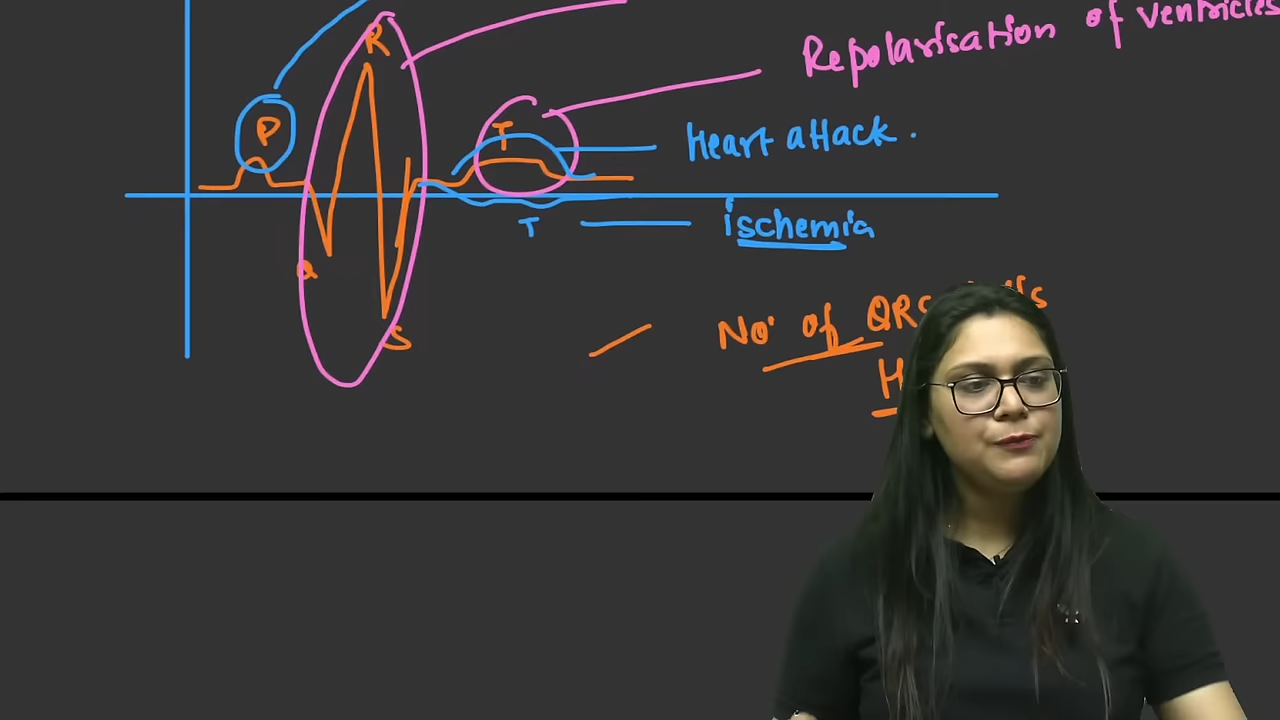 R
Repolarisation of ventricles
P
T
Heart attack.
T
ischemia
Q
S
No. of QRS
H